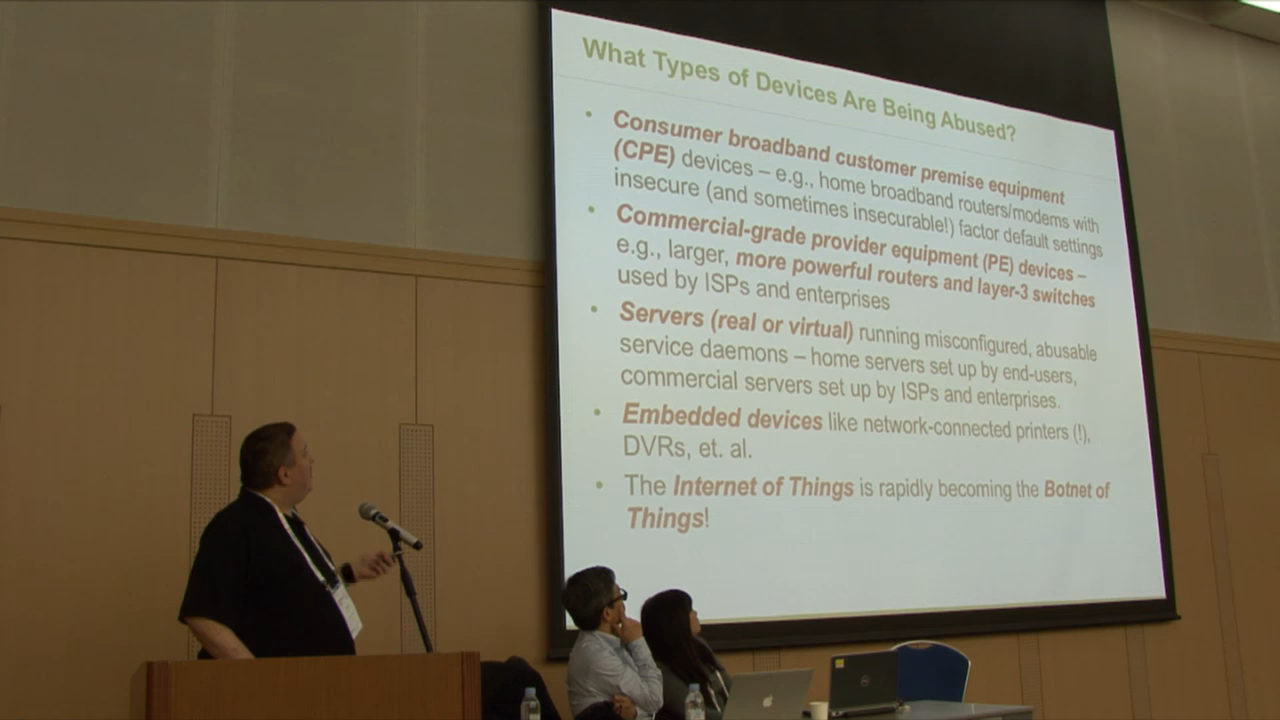 What Types of Devices Are Being Abused?
• Consumer broadband customer premise equipment
(CPE) devices – e.g., home broadband routers/modems with
insecure (and sometimes insecurable!) factor default settings
• Commercial-grade provider equipment (PE) devices –
e.g., larger, more powerful routers and layer-3 switches
used by ISPs and enterprises
• Servers (real or virtual) running misconfigured, abusable
service daemons – home servers set up by end-users,
commercial servers set up by ISPs and enterprises.
• Embedded devices like network-connected printers (!),
DVRs, et. al.
• The Internet of Things is rapidly becoming the Botnet of
Things!